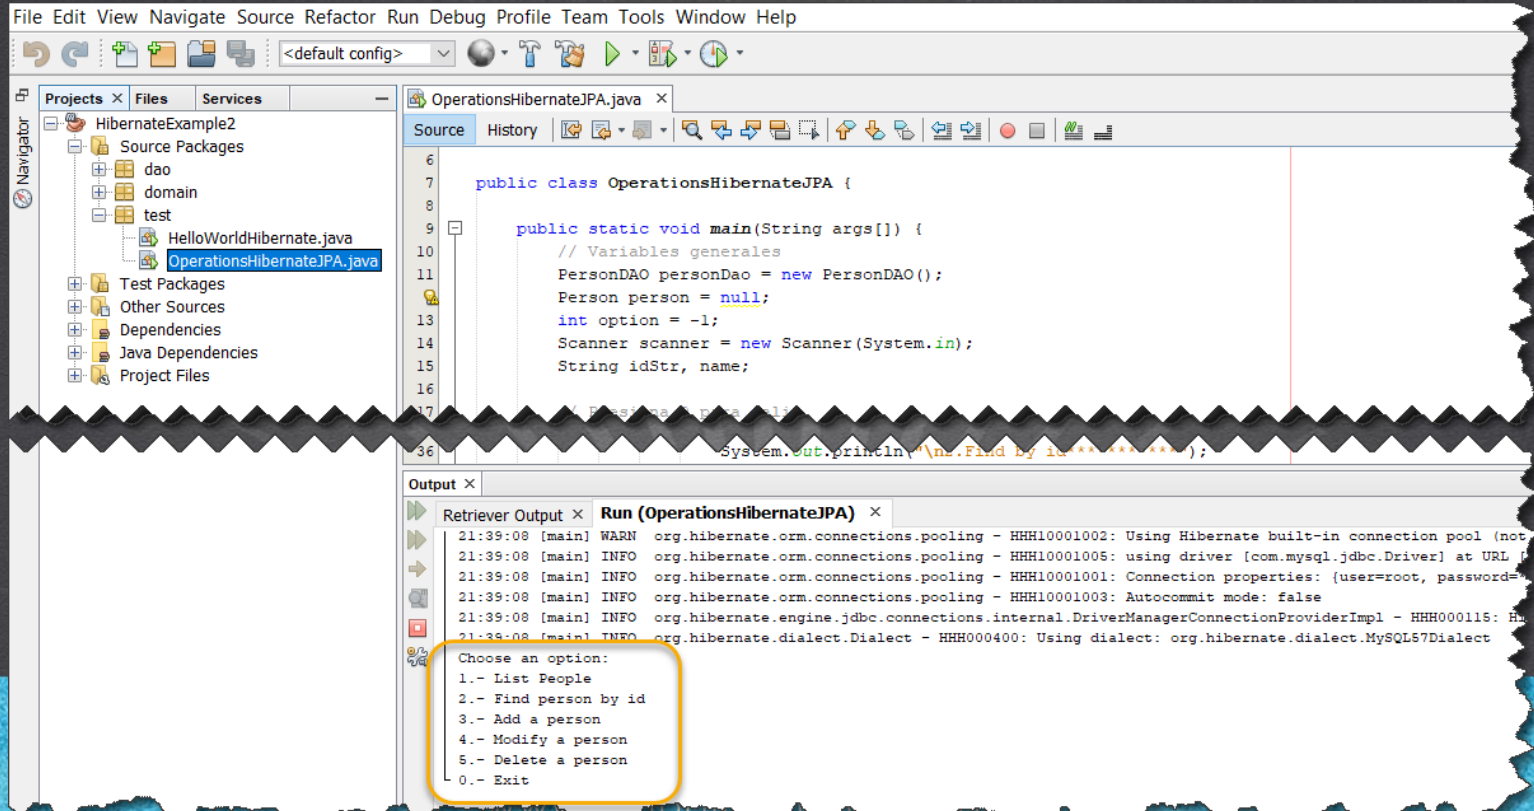 File Edit View Navigate Source Refactor Run Debug Profile Team Tools Window Help
<default config>
Projects Files Services
Navigator
HibernateExample2
Source Packages
dao
domain
test
HelloWorldHibernate.java
OperationsHibernateJPA.java
Test Packages
Other Sources
Dependencies
Java Dependencies
Project Files
OperationsHibernateJPA.java
Source History
6
7 public class OperationsHibernateJPA {
8
9 public static void main(String args[]) {
10 // Variables generales
11 PersonDAO personDao = new PersonDAO();
Person person = null;
13 int option = -1;
14 Scanner scanner = new Scanner(System.in);
15 String idStr, name;
16
17
36 System.out.println("\n2.Find by id
Output
Retriever Output Run (OperationsHibernateJPA)
21:39:08 [main] WARN org.hibernate.orm.connections.pooling - HHH10001002: Using Hibernate built-in connection pool (not
21:39:08 [main] INFO org.hibernate.orm.connections.pooling - HHH10001005: using driver [com.mysql.jdbc.Driver] at URL [
21:39:08 [main] INFO org.hibernate.orm.connections.pooling - HHH10001001: Connection properties: {user=root, password=
21:39:08 [main] INFO org.hibernate.orm.connections.pooling - HHH10001003: Autocommit mode: false
21:39:08 [main] INFO org.hibernate.engine.jdbc.connections.internal.DriverManagerConnectionProviderImpl - HHH000115:
21:39:08 [main] INFO org.hibernate.dialect.Dialect - HHH000400: Using dialect: org.hibernate.dialect.MySQL57Dialect
Choose an option:
1.- List People
2.- Find person by id
3.- Add a person
4.- Modify a person
5.- Delete a person
0.- Exit